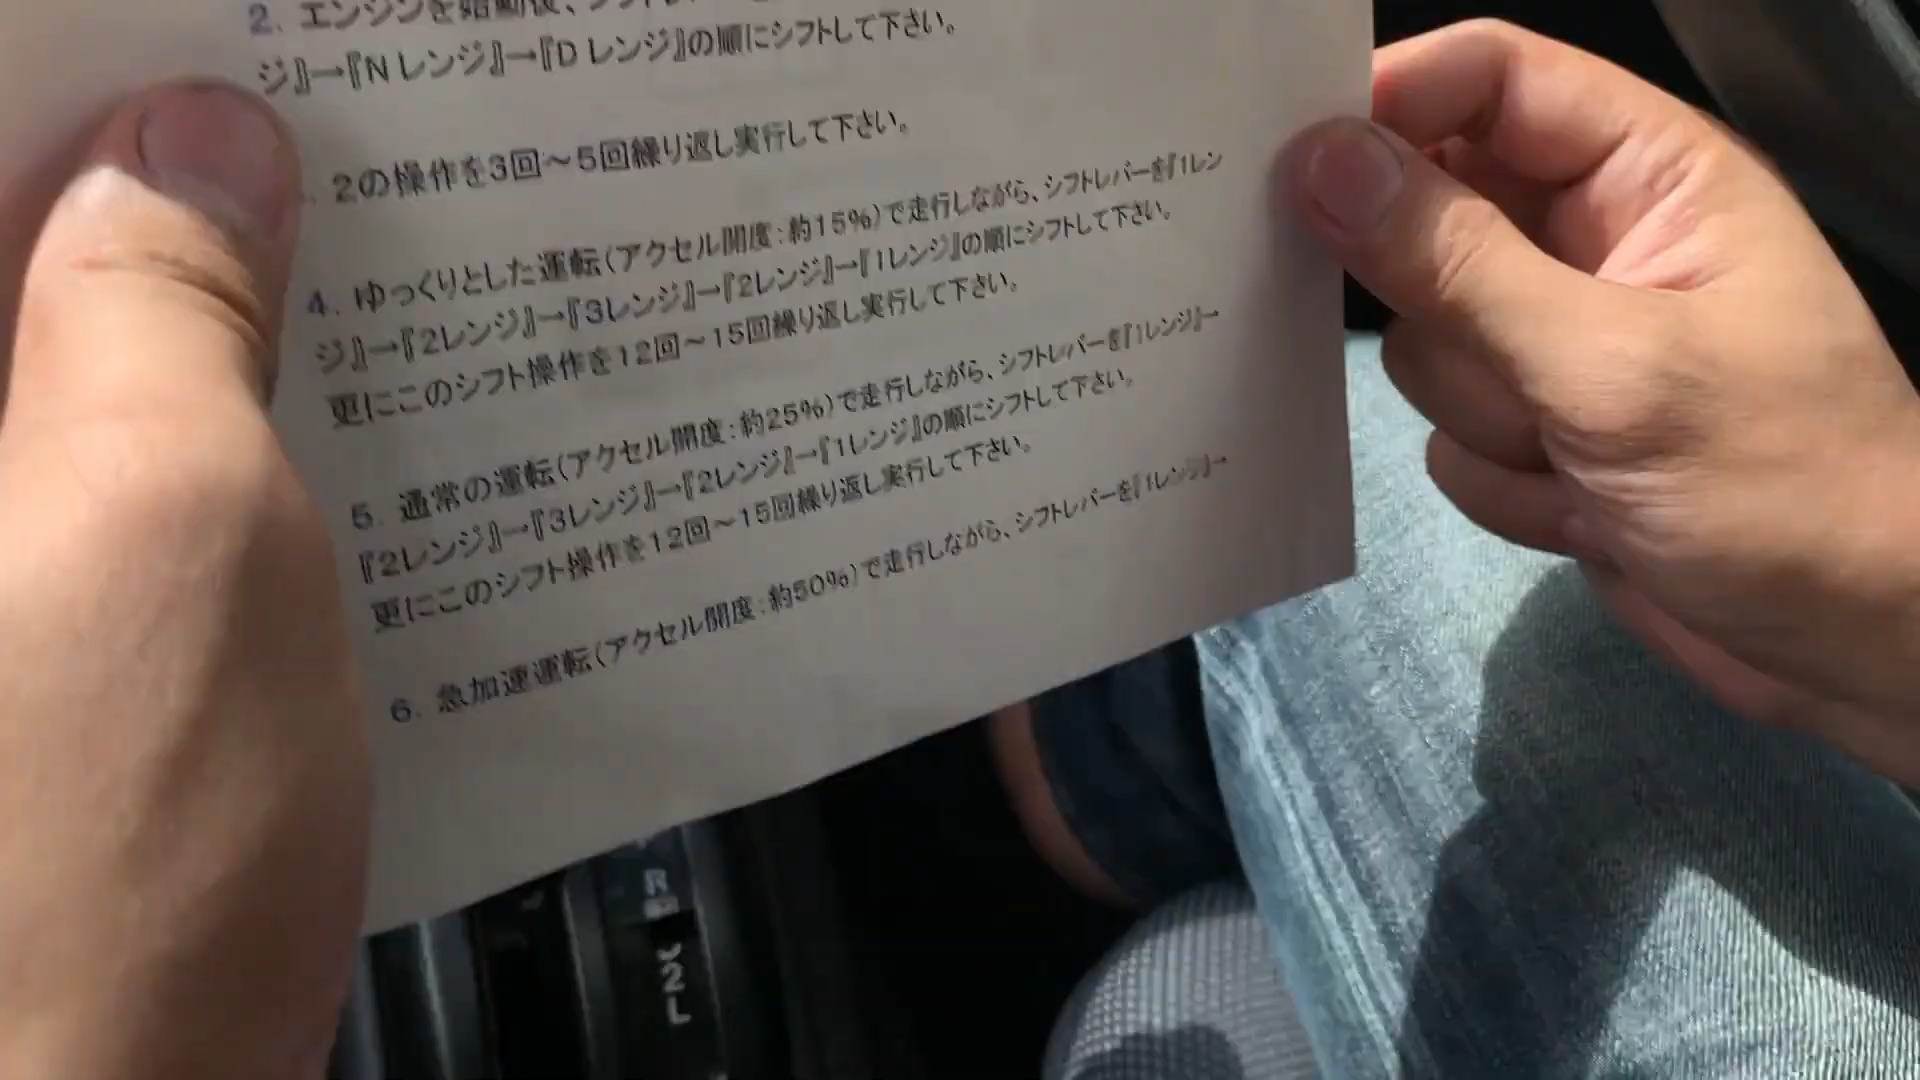 2. エンジンを始動後、シフトレバーを
ジ』→『N レンジ』→『D レンジ』の順にシフトして下さい。
. 2の操作を3回～5回繰り返し実行して下さい。
4. ゆっくりとした運転(アクセル開度:約15%)で走行しながら、シフトレバーを『1レン
ジ』→『2レンジ』→『3レンジ』→『2レンジ』→『1レンジ』の順にシフトして下さい。
更にこのシフト操作を12回～15回繰り返し実行して下さい。
5. 通常の運転(アクセル開度:約25%)で走行しながら、シフトレバーを『1レンジ』→
『2レンジ』→『3レンジ』→『2レンジ』→『1レンジ』の順にシフトして下さい。
更にこのシフト操作を12回～15回繰り返し実行して下さい。
6. 急加速運転(アクセル開度:約50%)で走行しながら、シフトレバーを『1レンジ』→
R
2
L